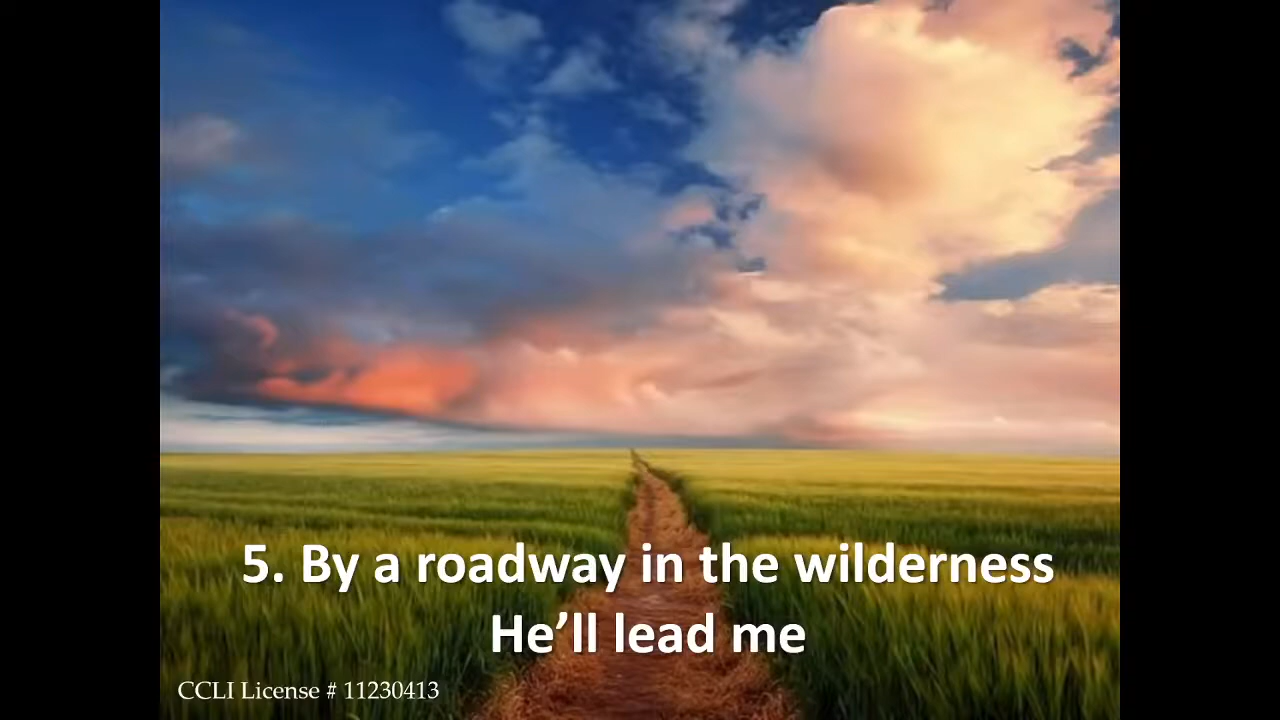 5. By a roadway in the wilderness
He’ll lead me
CCLI License # 11230413